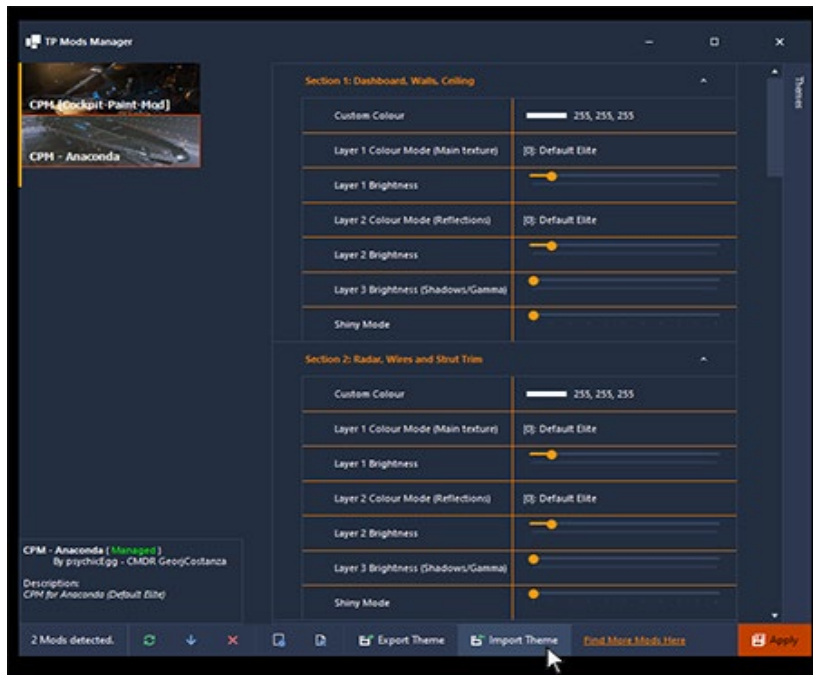 TP Mods Manager
CPM [Cockpit-Paint-Mod]
CPM - Anaconda
Section 1: Dashboard, Walls, Ceiling
Custom Colour 255, 255, 255
Layer 1 Colour Mode (Main texture) [0]: Default Elite
Layer 1 Brightness
Layer 2 Colour Mode (Reflections) [0]: Default Elite
Layer 2 Brightness
Layer 3 Brightness (Shadows/Gamma)
Shiny Mode
Section 2: Radar, Wires and Strut Trim
Custom Colour 255, 255, 255
Layer 1 Colour Mode (Main texture) [0]: Default Elite
Layer 1 Brightness
Layer 2 Colour Mode (Reflections) [0]: Default Elite
Layer 2 Brightness
Layer 3 Brightness (Shadows/Gamma)
Shiny Mode
Themes
CPM - Anaconda ( Managed )
By psychicEgg - CMDR GeorjCostanza
Description:
CPM for Anaconda (Default Elite)
2 Mods detected. Export Theme Import Theme Find More Mods Here Apply